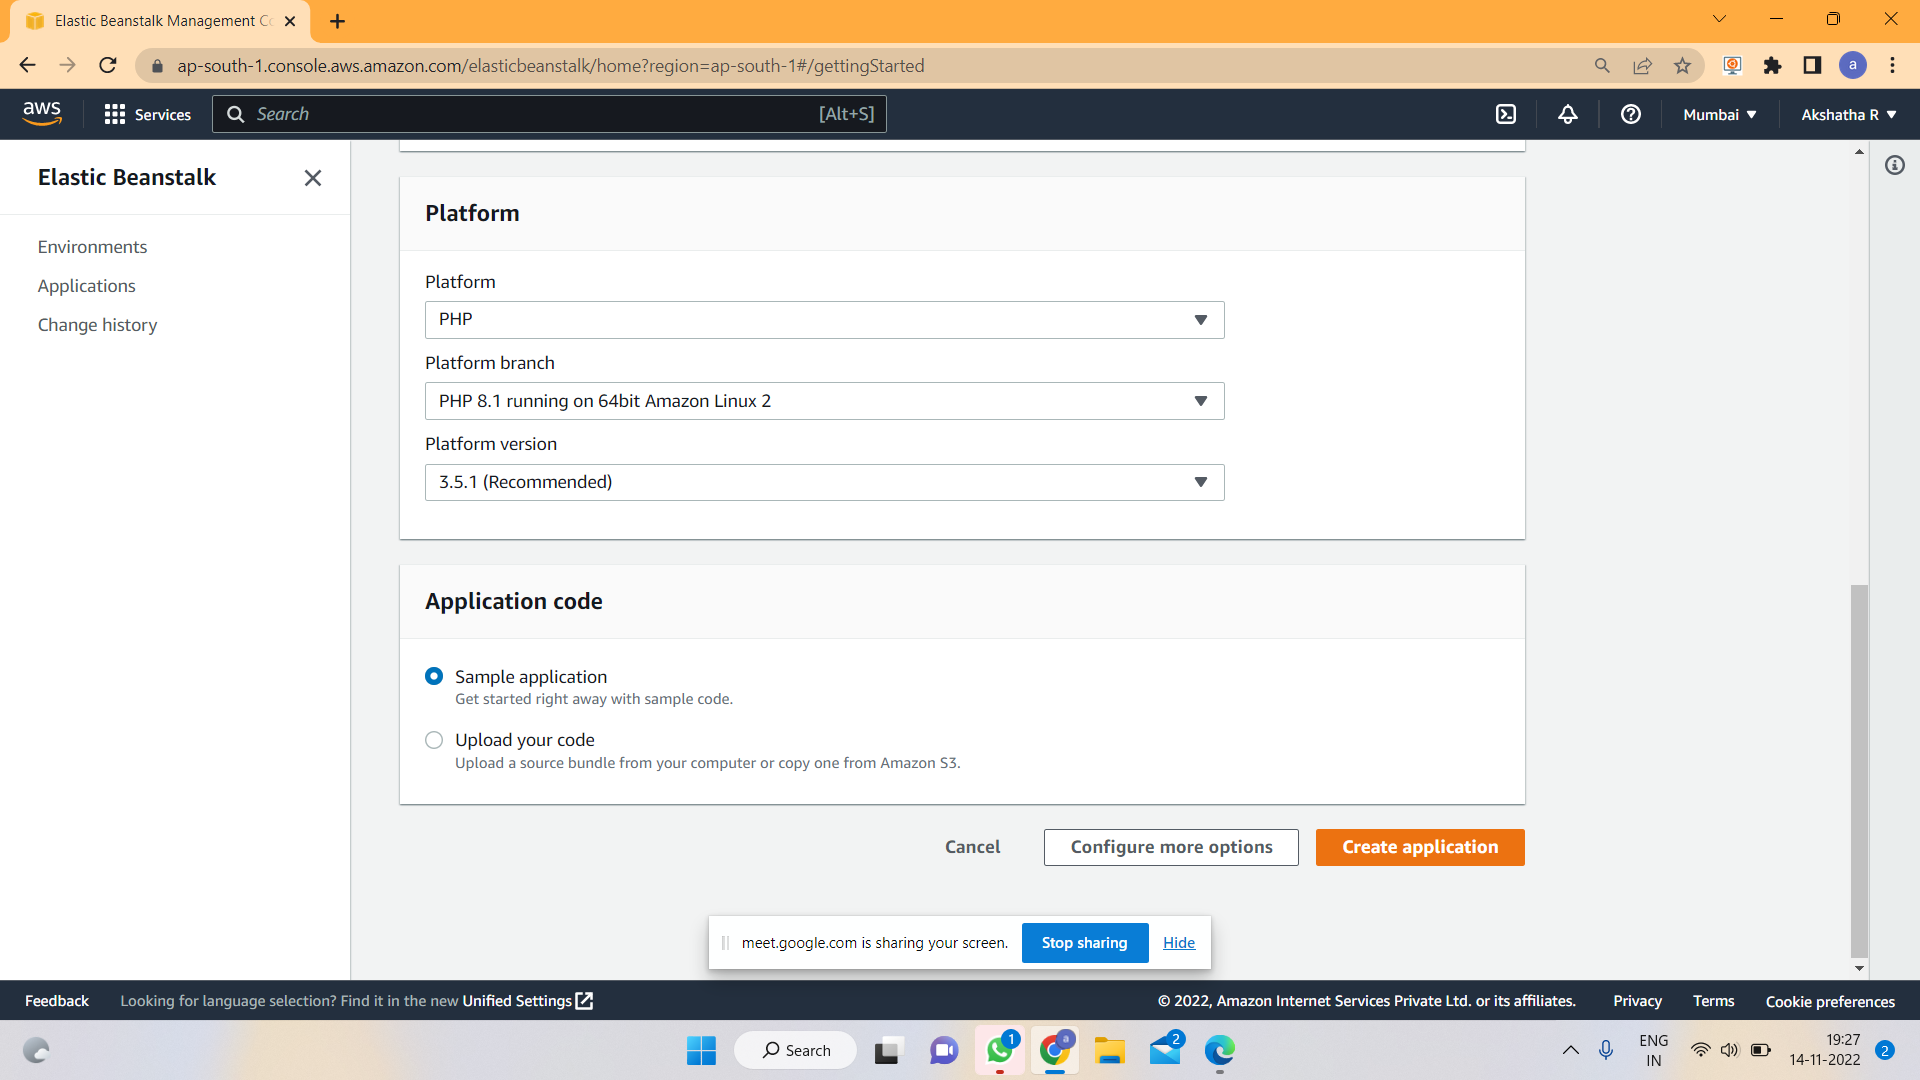 Elastic Beanstalk Management Co
ap-south-1.console.aws.amazon.com/elasticbeanstalk/home?region=ap-south-1#/gettingStarted
a
aws
Services
Search
[Alt+S]
Mumbai
Akshatha R
Elastic Beanstalk
Environments
Applications
Change history
Platform
Platform
PHP
Platform branch
PHP 8.1 running on 64bit Amazon Linux 2
Platform version
3.5.1 (Recommended)
Application code
Sample application
Get started right away with sample code.
Upload your code
Upload a source bundle from your computer or copy one from Amazon S3.
Cancel
Configure more options
Create application
meet.google.com is sharing your screen.
Stop sharing
Hide
Feedback
Looking for language selection? Find it in the new Unified Settings
© 2022, Amazon Internet Services Private Ltd. or its affiliates.
Privacy
Terms
Cookie preferences
Search
1
a
2
ENG
IN
19:27
14-11-2022
2